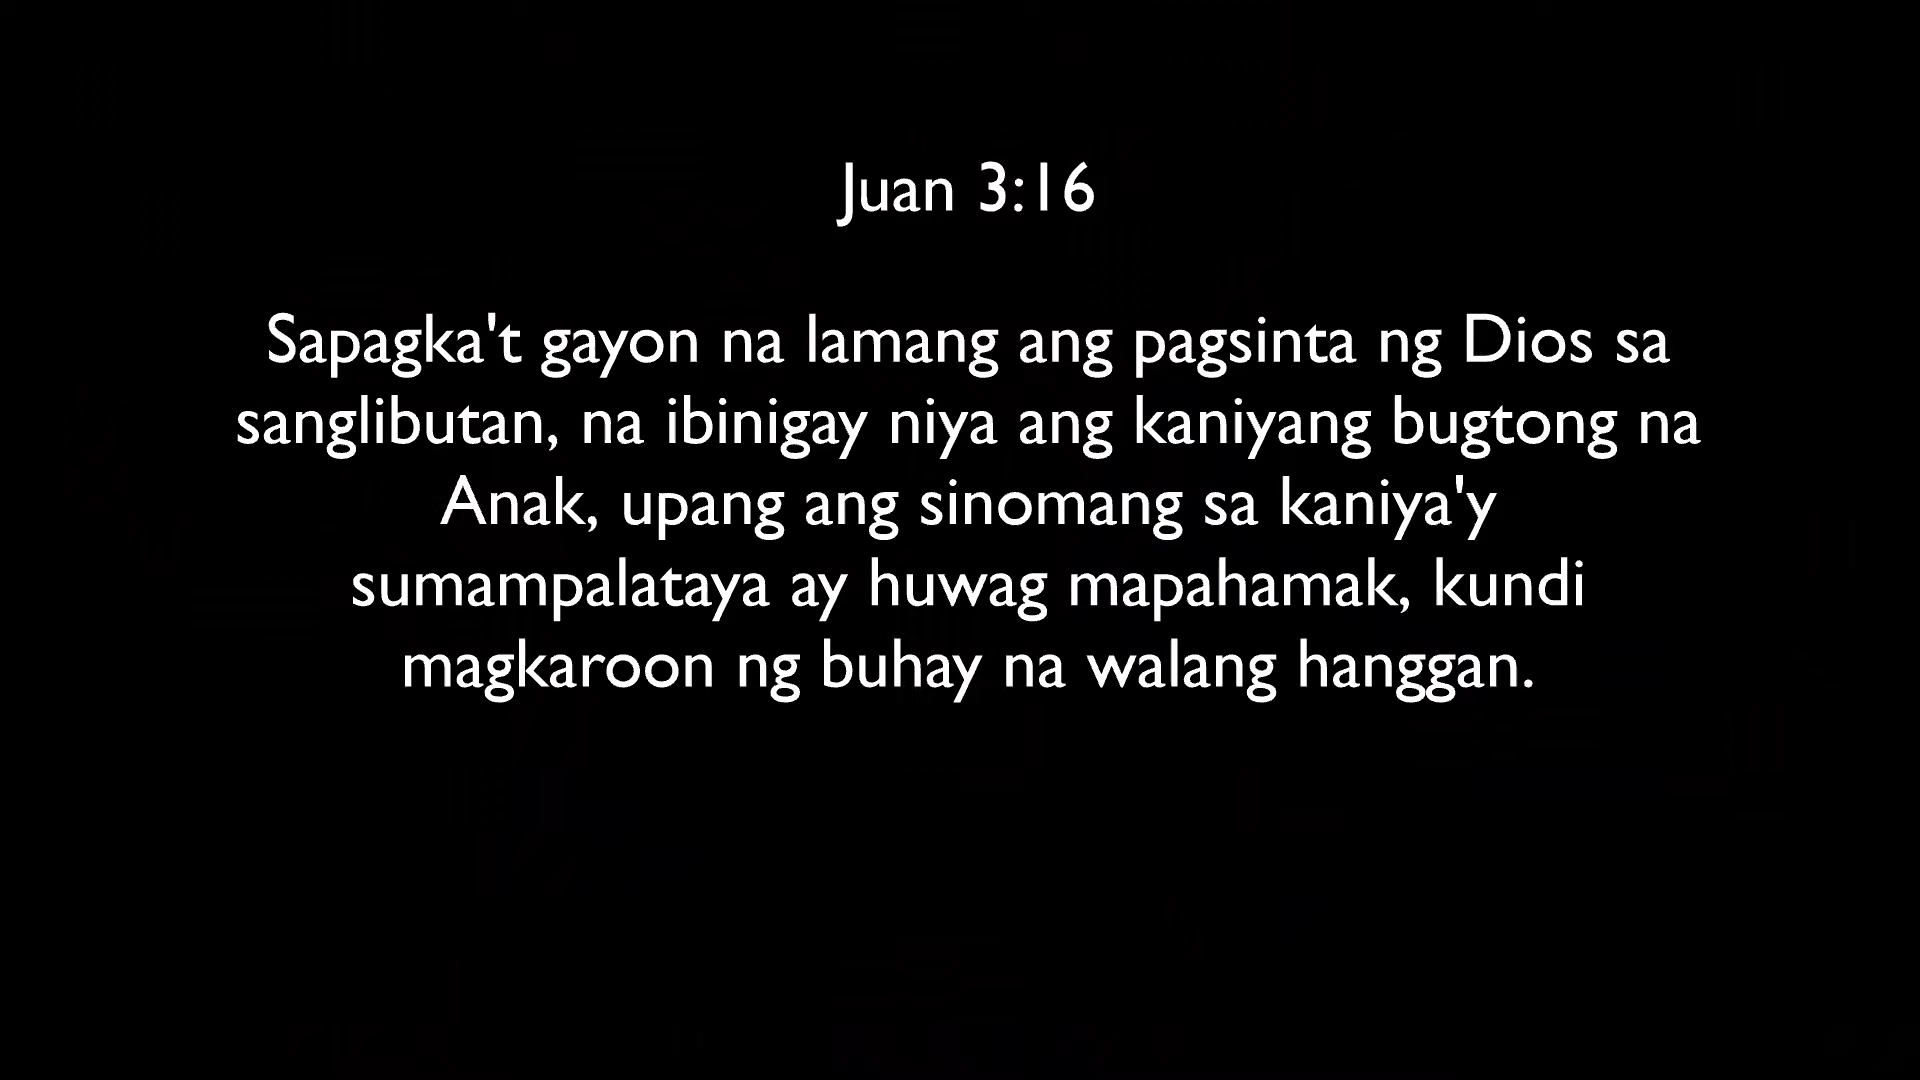 Juan 3:16
Sapagka't gayon na lamang ang pagsinta ng Dios sa
sanglibutan, na ibinigay niya ang kaniyang bugtong na
Anak, upang ang sinomang sa kaniya'y
sumampalataya ay huwag mapahamak, kundi
magkaroon ng buhay na walang hanggan.